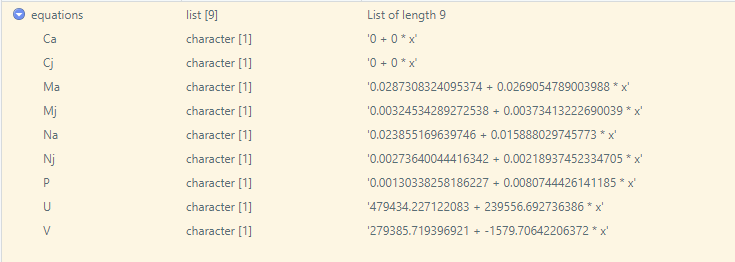 equations list [9] List of length 9
Ca character [1] '0 + 0 * x'
Cj character [1] '0 + 0 * x'
Ma character [1] '0.0287308324095374 + 0.0269054789003988 * x'
Mj character [1] '0.00324534289272538 + 0.00373413222690039 * x'
Na character [1] '0.023855169639746 + 0.015888029745773 * x'
Nj character [1] '0.00273640044416342 + 0.00218937452334705 * x'
P character [1] '0.00130338258186227 + 0.0080744426141185 * x'
U character [1] '479434.227122083 + 239556.692736386 * x'
V character [1] '279385.719396921 + -1579.70642206372 * x'